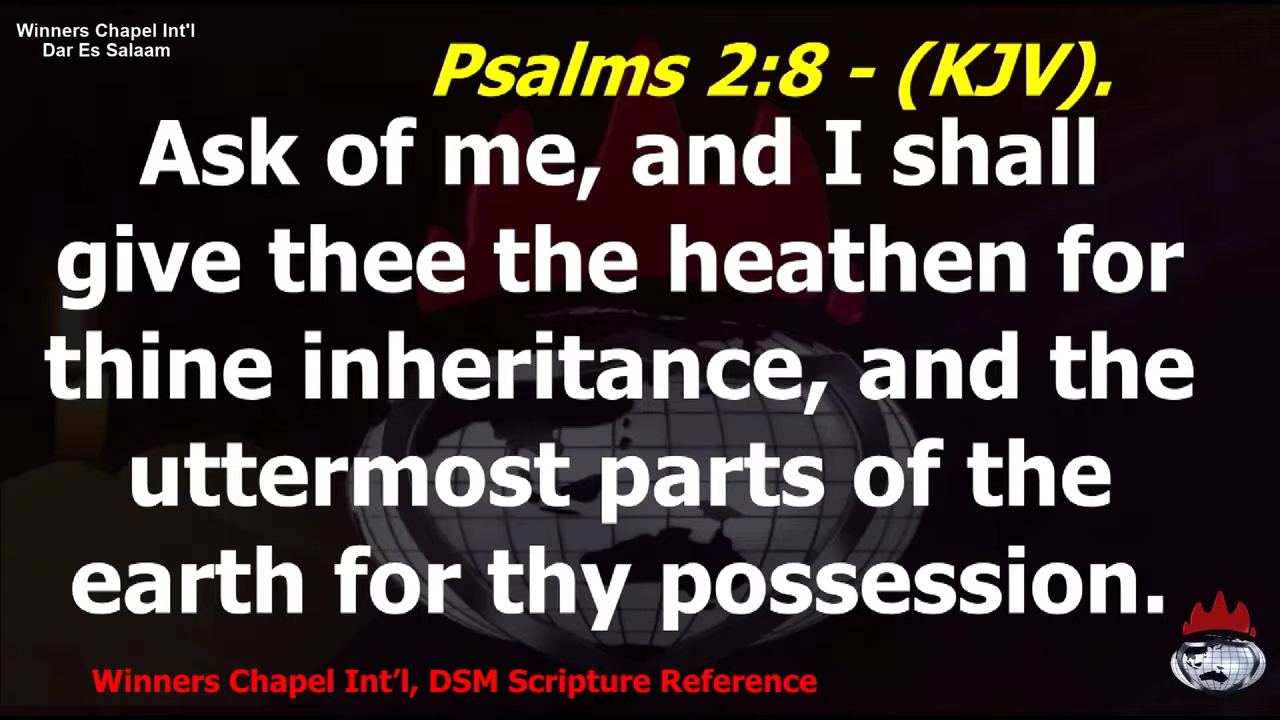 Winners Chapel Int'l
Dar Es Salaam
Psalms 2:8 - (KJV).
Ask of me, and I shall
give thee the heathen for
thine inheritance, and the
uttermost parts of the
earth for thy possession.
Winners Chapel Int’l, DSM Scripture Reference